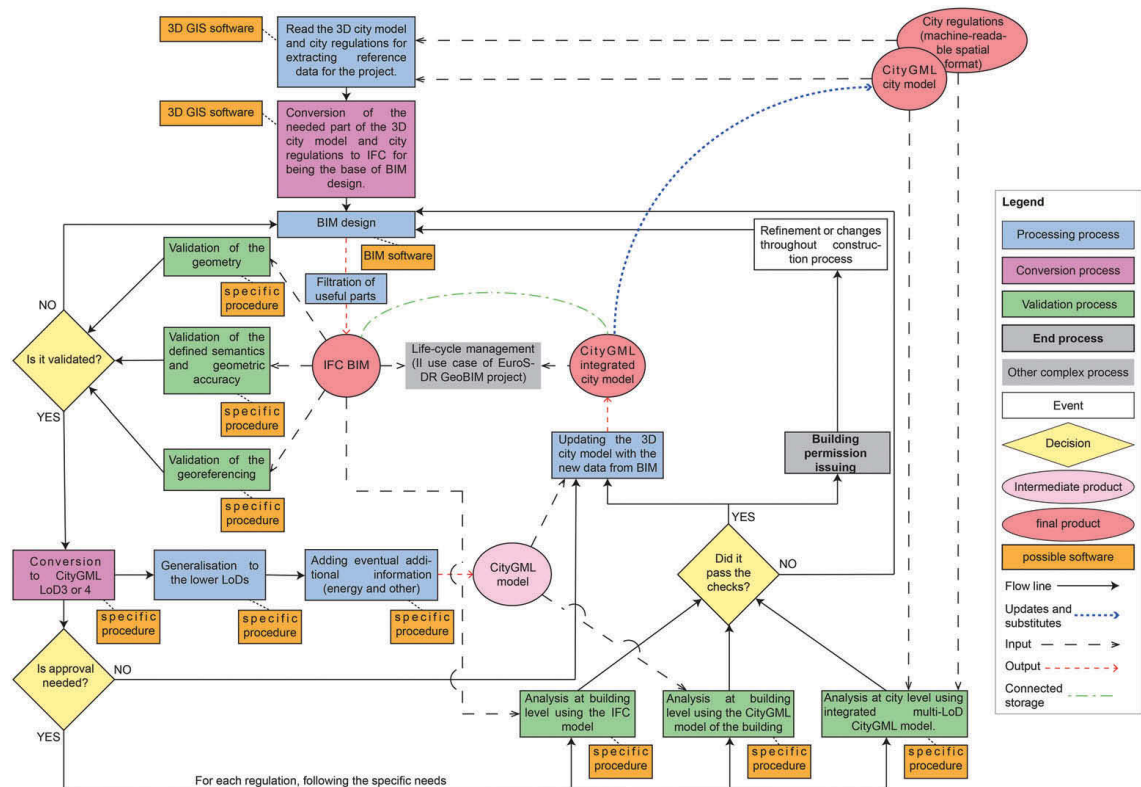 3D GIS software
Read the 3D city model
and city regulations for
extracting reference
data for the project.
City regulations
(machine-reada-
ble spatial
format)
CityGML
city model
3D GIS software
Conversion of the
needed part of the 3D
city model and city
regulations to IFC for
being the base of BIM
design.
BIM design
BIM software
Filtration of
useful parts
Refinement or changes
throughout construc-
tion process
Validation of the
geometry
specific
procedure
NO
Is it validated?
YES
Validation of the
defined semantics
and geometric
accuracy
specific
procedure
Validation of the
georeferencing
specific
procedure
IFC BIM
Life-cycle management
(II use case of EuroS-
DR GeoBIM project)
CityGML
integrated
city model
Updating the 3D
city model with the
new data from BIM
Building
permission
issuing
YES
Did it
pass the
checks?
NO
Conversion
to CityGML
LoD3 or 4
specific
procedure
Generalisation to
the lower LoDs
specific
procedure
Adding eventual addi-
tional information
(energy and other)
specific
procedure
CityGML
model
Is approval
needed?
NO
YES
Analysis at building
level using the IFC
model
specific
procedure
Analysis at building
level using the CityGML
model of the building
specific
procedure
Analysis at city level using
integrated multi-LoD
CityGML model.
specific
procedure
For each regulation, following the specific needs
Legend
Processing process
Conversion process
Validation process
End process
Other complex process
Event
Decision
Intermediate product
final product
possible software
Flow line
Updates and
substitutes
Input
Output
Connected
storage